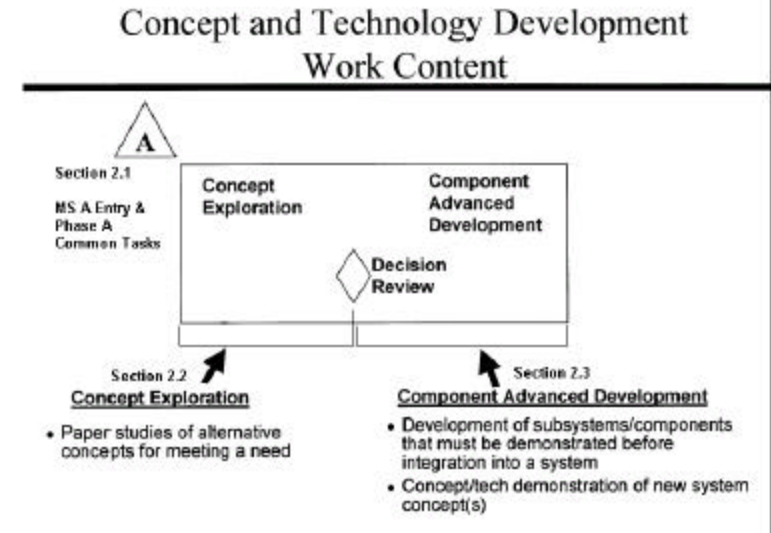 Concept and Technology Development
Work Content
A
Section 2.1
MS A Entry &
Phase A
Common Tasks
Concept
Exploration
Component
Advanced
Development
Decision
Review
Section 2.2
Concept Exploration
• Paper studies of alternative
concepts for meeting a need
Section 2.3
Component Advanced Development
• Development of subsystems/components
that must be demonstrated before
integration into a system
• Concept/tech demonstration of new system
concept(s)